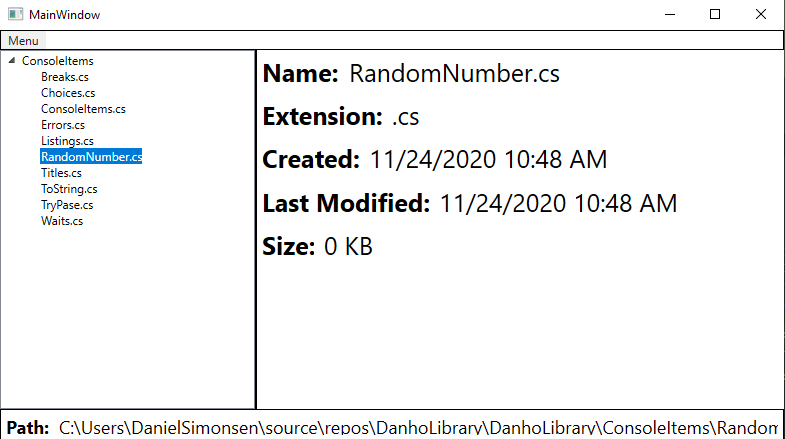 MainWindow
Menu
ConsoleItems
Breaks.cs
Choices.cs
ConsoleItems.cs
Errors.cs
Listings.cs
RandomNumber.cs
Titles.cs
ToString.cs
TryPase.cs
Waits.cs
Name: RandomNumber.cs
Extension: .cs
Created: 11/24/2020 10:48 AM
Last Modified: 11/24/2020 10:48 AM
Size: 0 KB
Path: C:\Users\DanielSimonsen\source\repos\DanhoLibrary\DanhoLibrary\ConsoleItems\Random